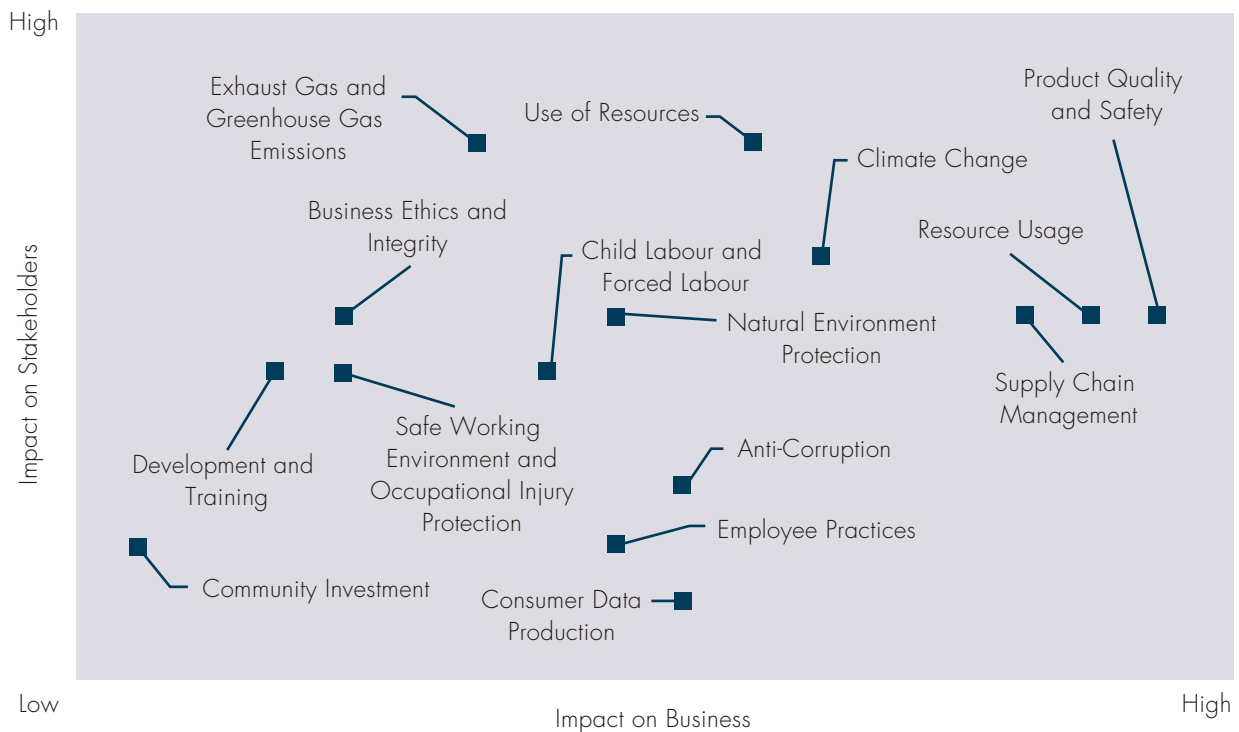 High
Exhaust Gas and
Greenhouse Gas
Emissions
Use of Resources
Product Quality
and Safety
Climate Change
Business Ethics and
Integrity
Resource Usage
Child Labour and
Forced Labour
Natural Environment
Protection
Impact on Stakeholders
Supply Chain
Management
Safe Working
Environment and
Occupational Injury
Protection
Development and
Training
Anti-Corruption
Employee Practices
Community Investment
Consumer Data
Production
Low
Impact on Business
High